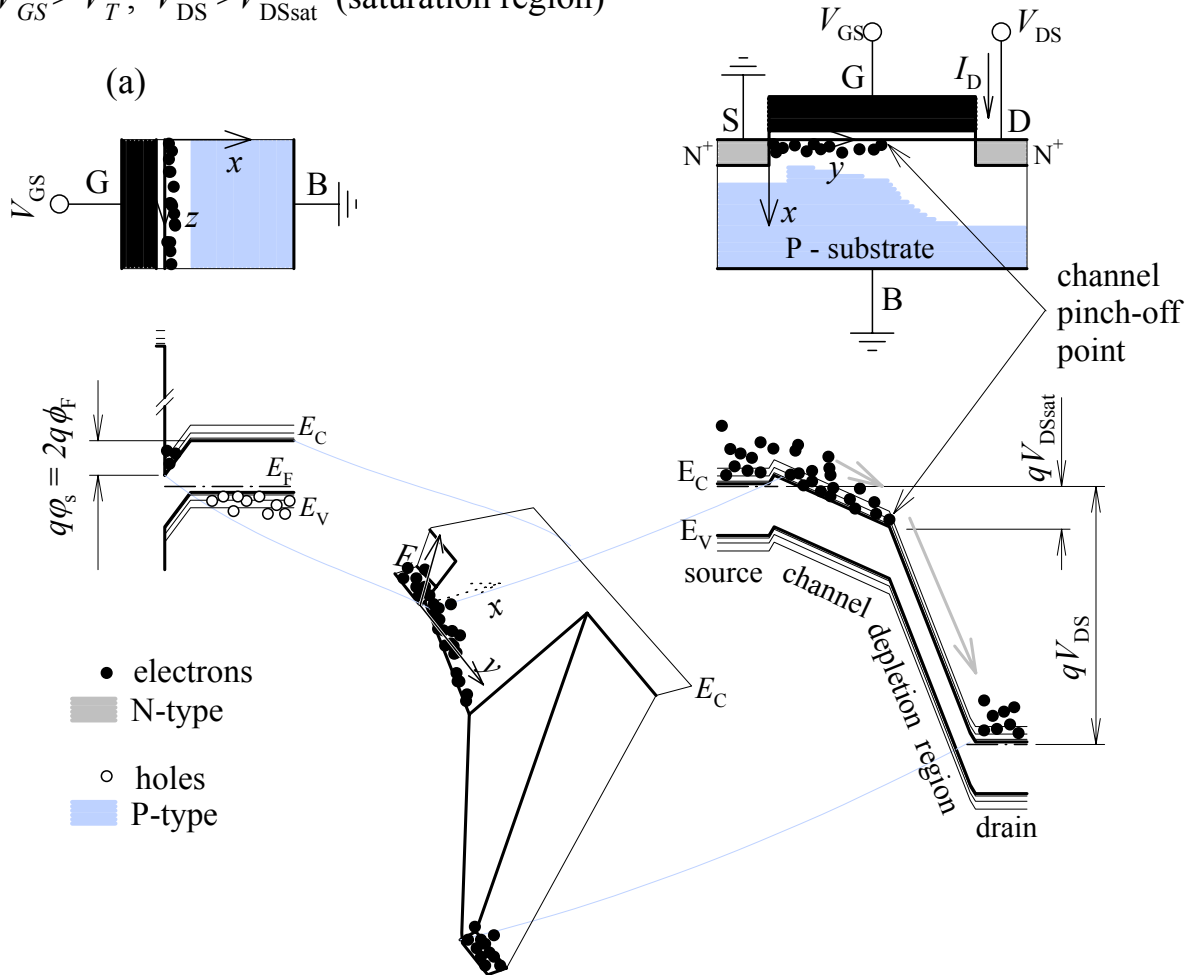 V_GS > V_T, V_DS > V_DSsat (saturation region)
(a)
V_GS
V_DS
G
I_D
S
D
N⁺
N⁺
y
x
P - substrate
B
V_GS
G
x
B
z
channel
pinch-off
point
qφ_s = 2qϕ_F
E_C
E_F
E_V
E
x
y
E_C
E_C
E_V
source
channel
depletion region
drain
qV_DSsat
qV_DS
electrons
N-type
holes
P-type